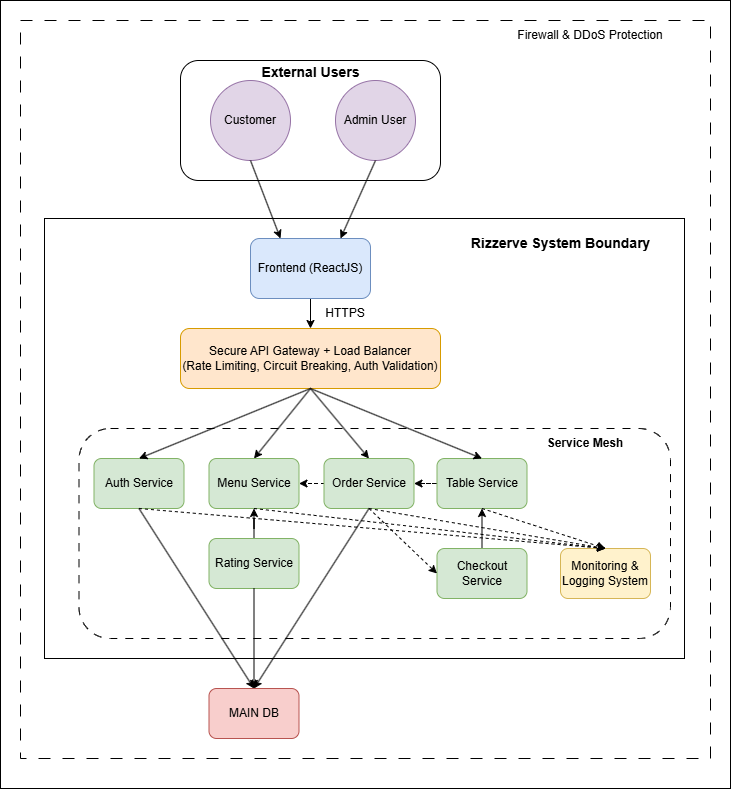 Firewall & DDoS Protection
External Users
Customer
Admin User
Rizzerve System Boundary
Frontend (ReactJS)
HTTPS
Secure API Gateway + Load Balancer
(Rate Limiting, Circuit Breaking, Auth Validation)
Service Mesh
Auth Service
Menu Service
Order Service
Table Service
Rating Service
Checkout
Service
Monitoring &
Logging System
MAIN DB